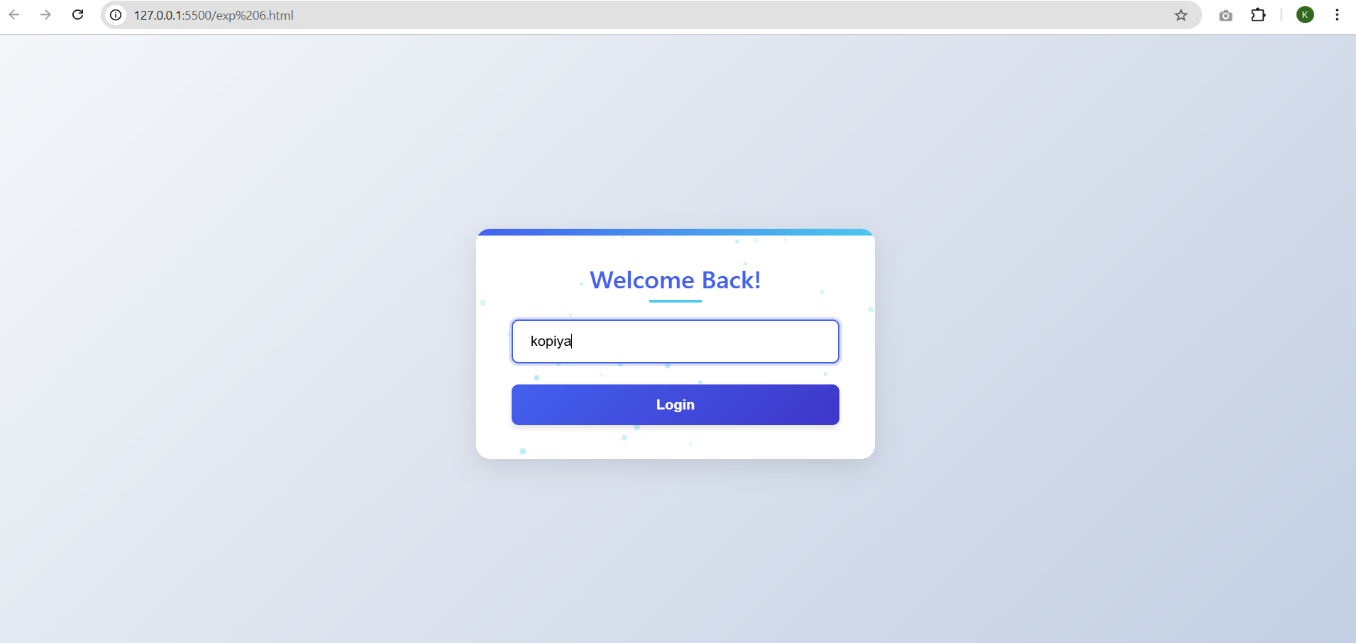 127.0.0.1:5500/exp%206.html
K
Welcome Back!
kopiya
Login